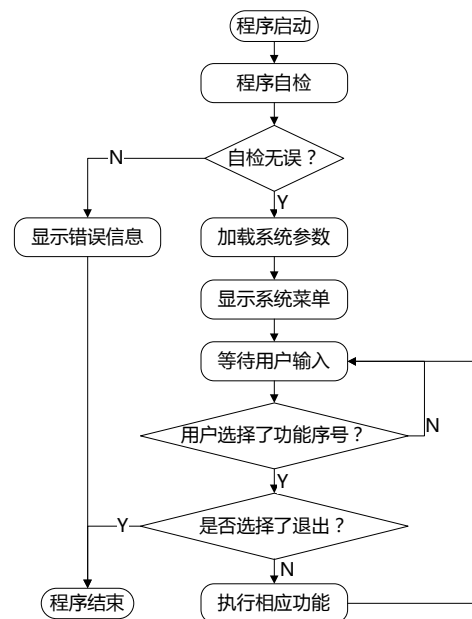 程序启动
程序自检
自检无误？
N
Y
显示错误信息
加载系统参数
显示系统菜单
等待用户输入
用户选择了功能序号？
N
Y
是否选择了退出？
Y
N
程序结束
执行相应功能